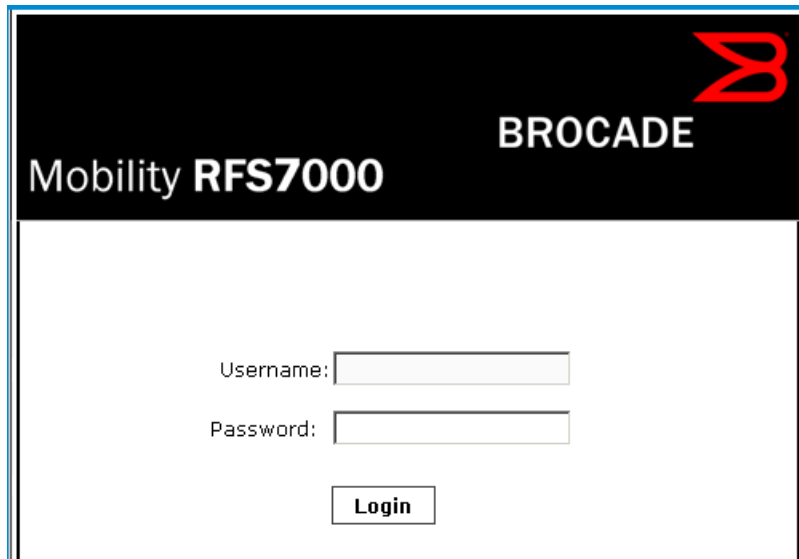 BROCADE
Mobility RFS7000
Username:
Password:
Login